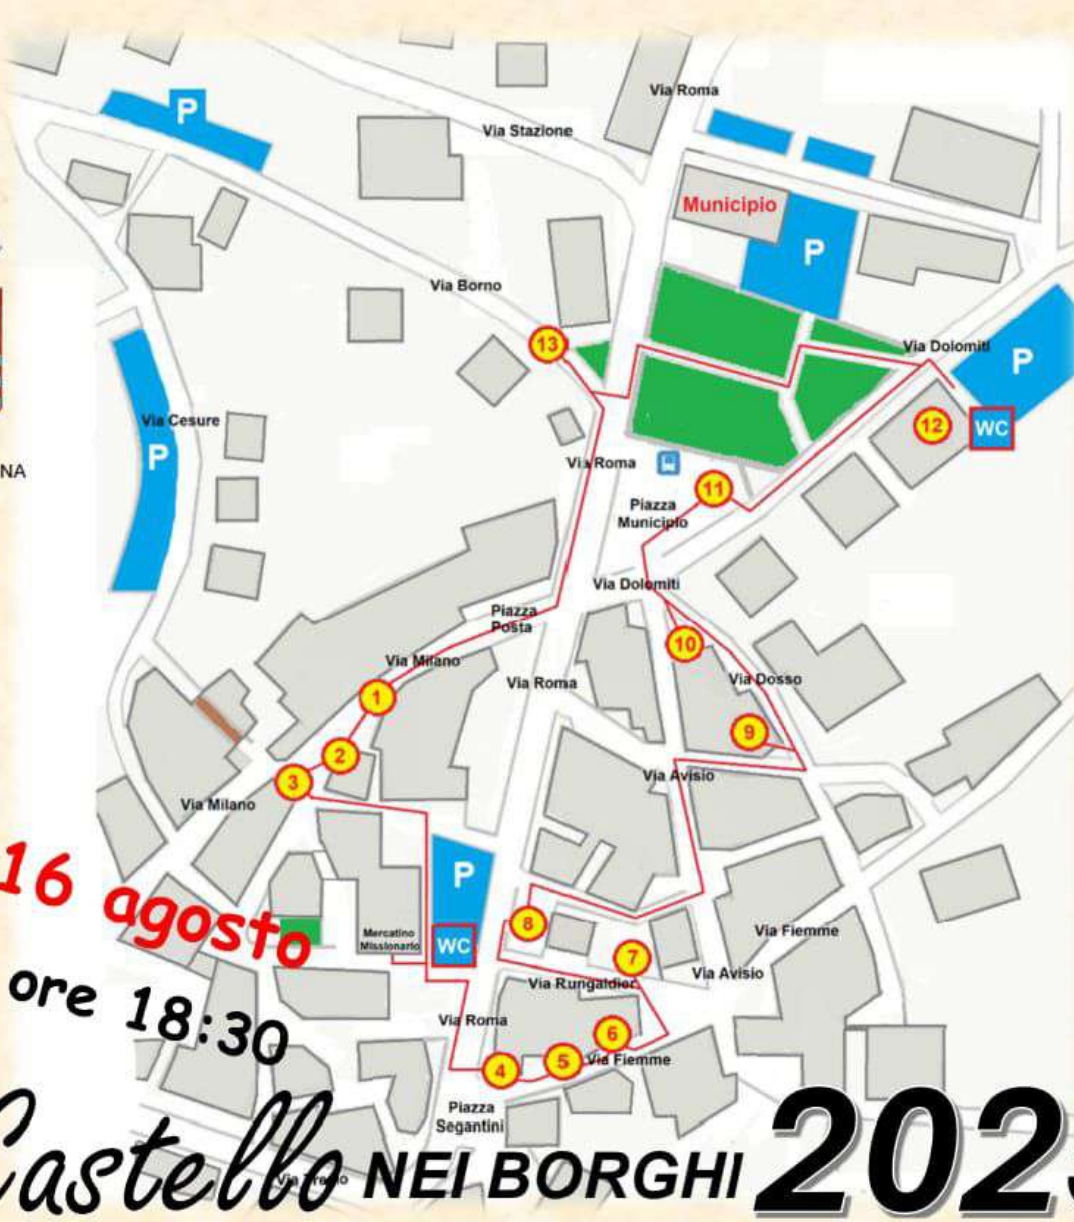 Via Roma
P
Via Stazione
Municipio
P
Via Borno
13
Via Dolomiti
P
Via Cesure
12
WC
P
Via Roma
NA
11
Piazza
Municipio
Via Dolomiti
Piazza
Posta
10
Via Milano
Via Dosso
Via Roma
1
9
2
Via Avisio
3
Via Milano
P
16 agosto
8
Via Fiemme
Mercatino
Missionario
WC
7
Via Avisio
Via Rungaldier
ore 18:30
Via Roma
6
5
Via Fiemme
4
Piazza
Segantini
Castello NEI BORGHI 202